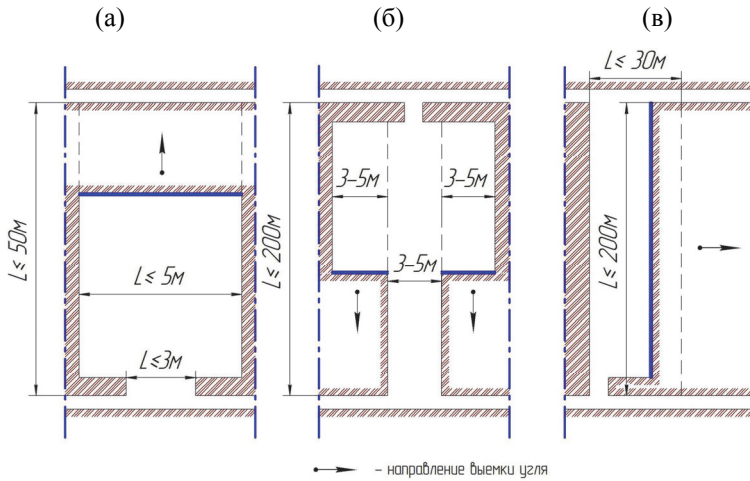 (а)
(б)
(в)
L≤ 30м
L≤ 50м
L≤ 5м
L≤3м
L≤ 200м
3-5м
3-5м
3-5м
L≤ 200м
- направление выемки угля